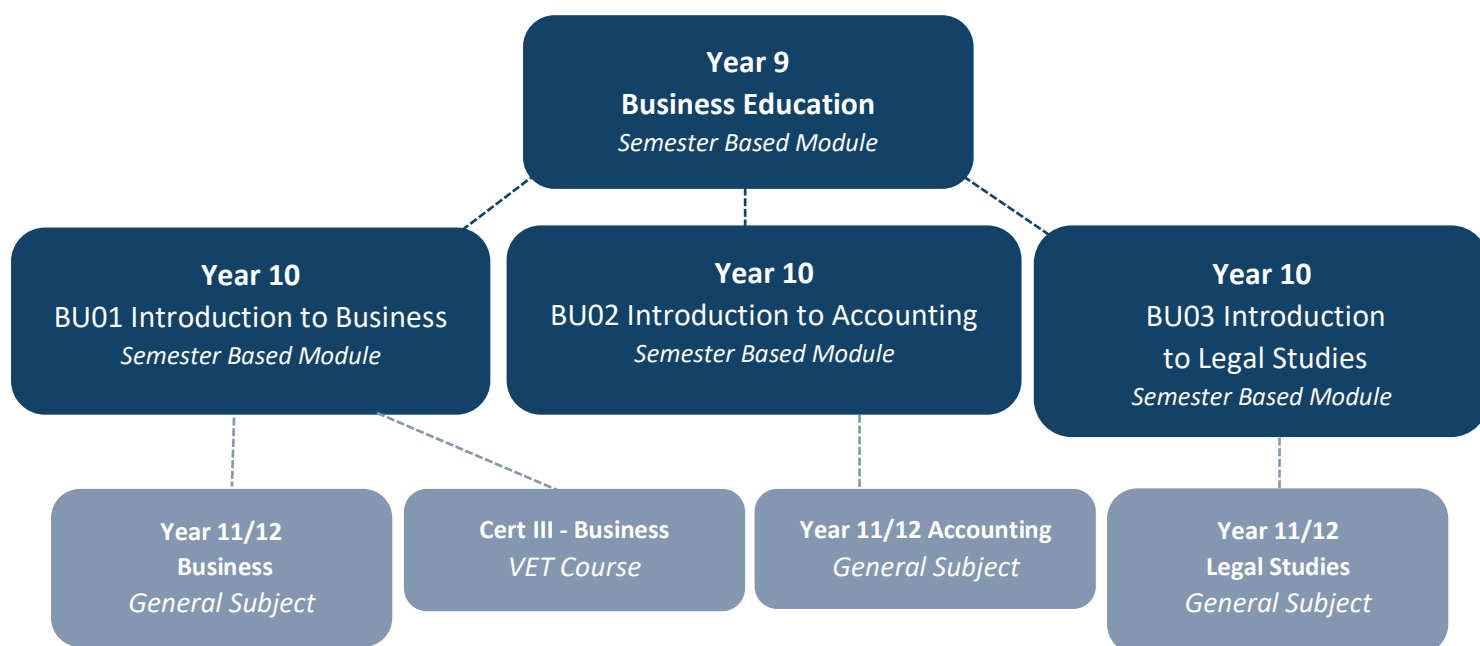 Year 9
Business Education
Semester Based Module
Year 10
BU01 Introduction to Business
Semester Based Module
Year 10
BU02 Introduction to Accounting
Semester Based Module
Year 10
BU03 Introduction
to Legal Studies
Semester Based Module
Year 11/12
Business
General Subject
Cert III - Business
VET Course
Year 11/12 Accounting
General Subject
Year 11/12
Legal Studies
General Subject